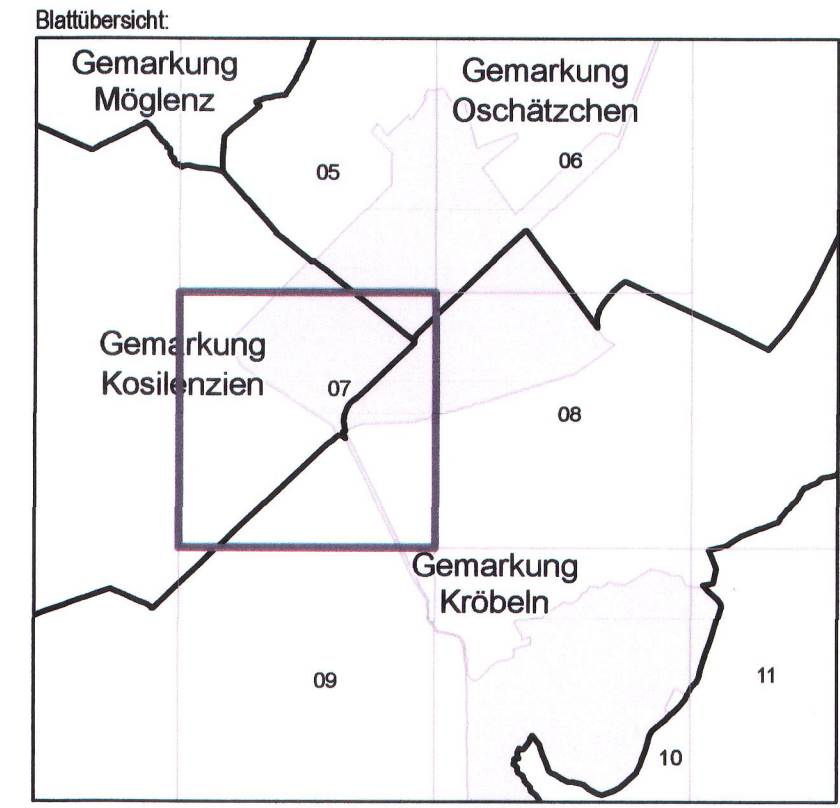 Blattübersicht:
Gemarkung
Möglenz
Gemarkung
Oschätzchen
05
06
Gemarkung
Kosilenzien
07
08
Gemarkung
Kröbeln
09
11
10